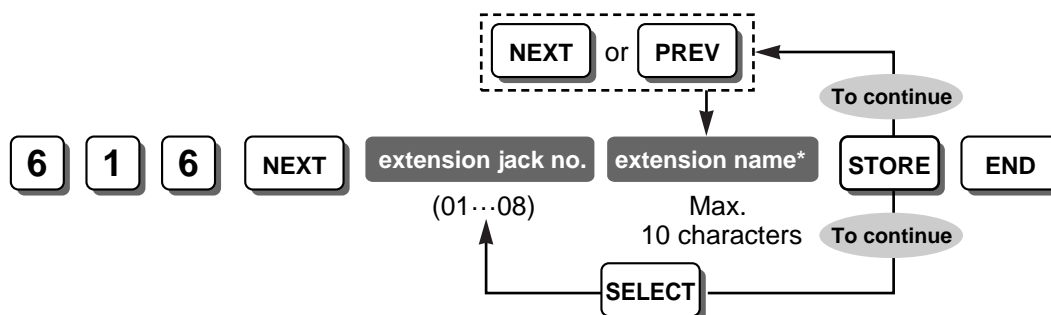 NEXT or PREV
To continue
6 1 6 NEXT extension jack no. extension name* STORE END
(01···08) Max.
10 characters To continue
SELECT